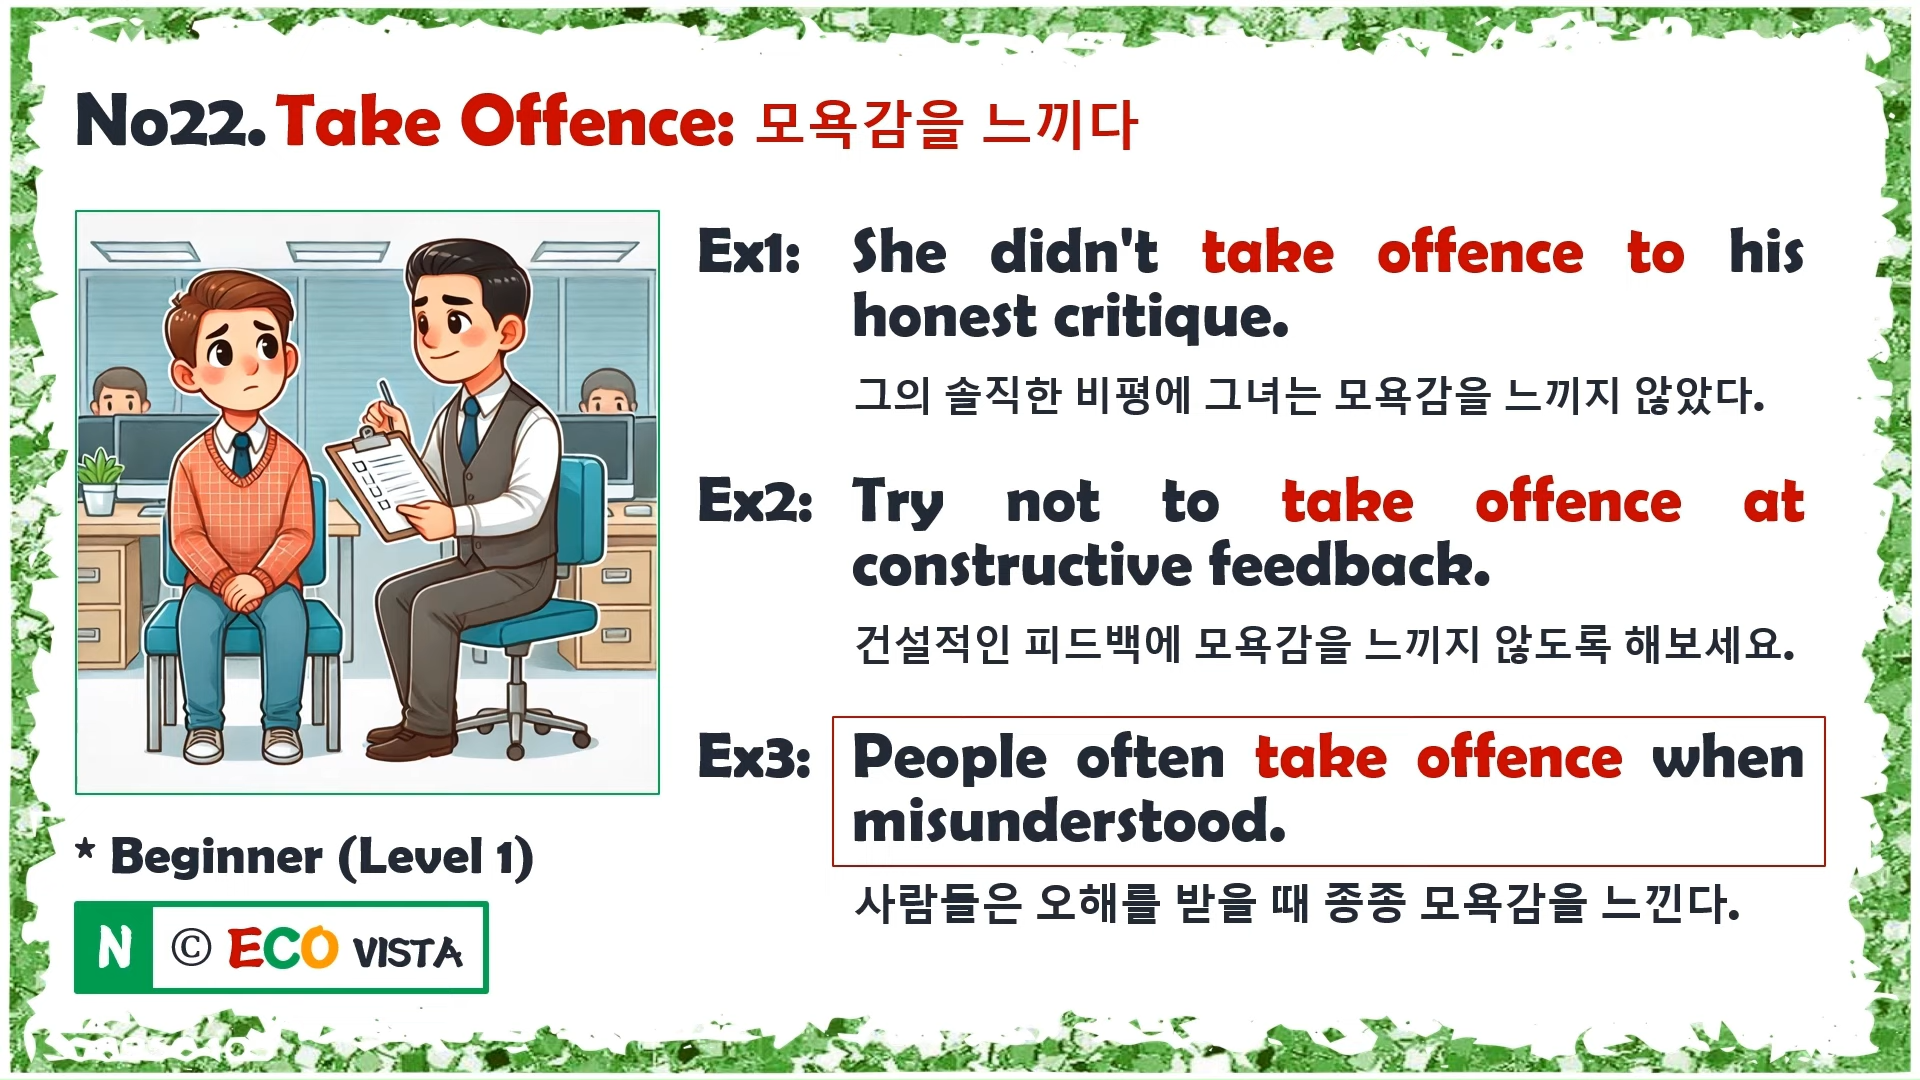 No22. Take Offence: 모욕감을 느끼다
Ex1: She didn't take offence to his
honest critique.
그의 솔직한 비평에 그녀는 모욕감을 느끼지 않았다.
Ex2: Try not to take offence at
constructive feedback.
건설적인 피드백에 모욕감을 느끼지 않도록 해보세요.
Ex3: People often take offence when
misunderstood.
사람들은 오해를 받을 때 종종 모욕감을 느낀다.
* Beginner (Level 1)
N © ECO VISTA